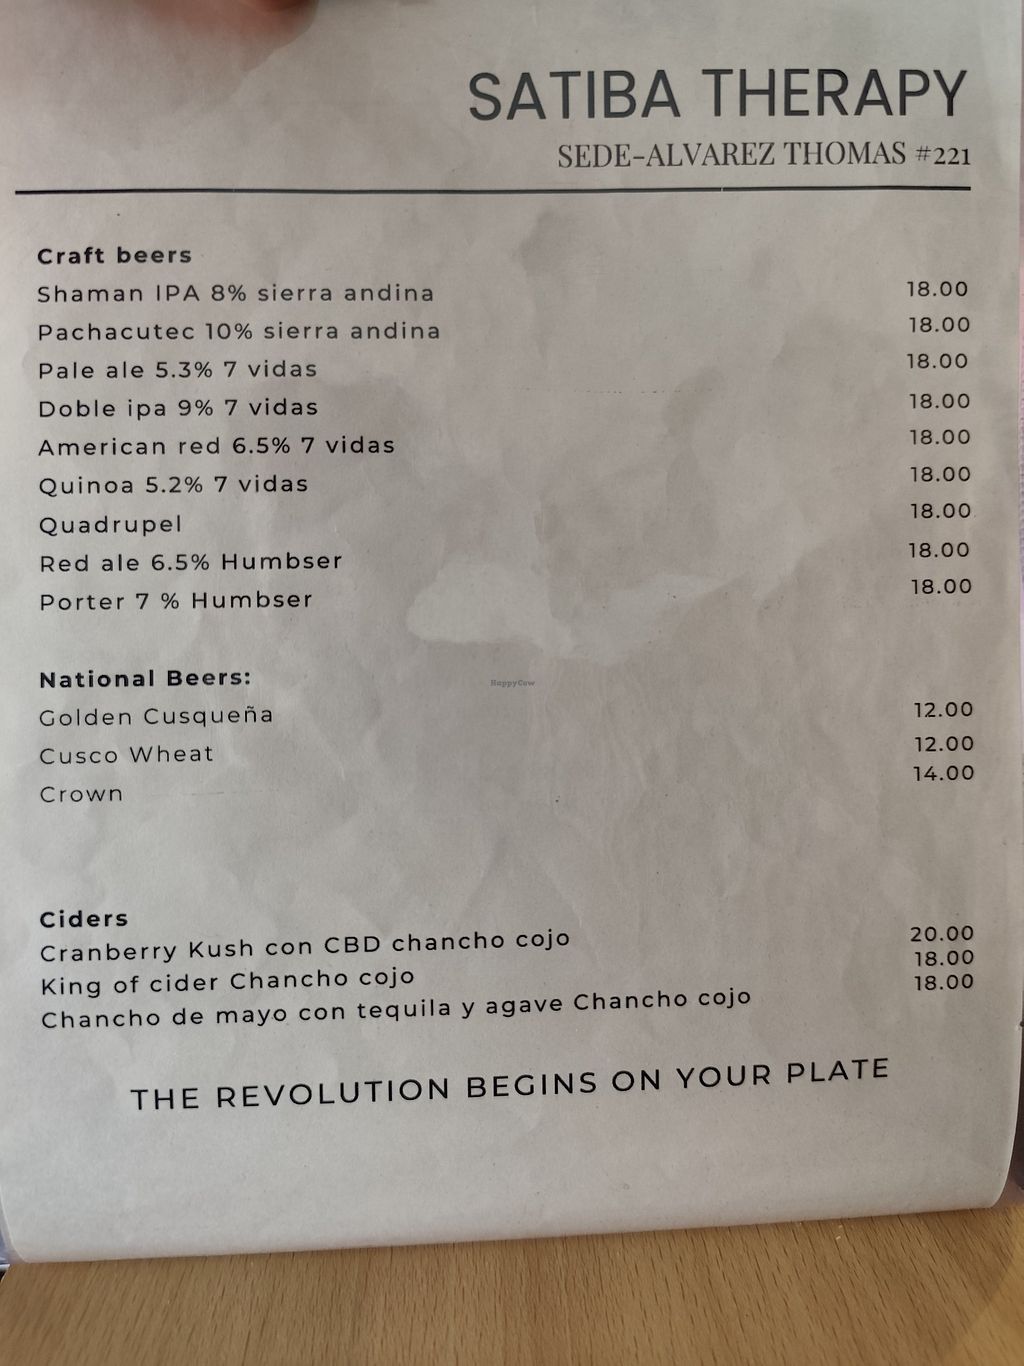 SATIBA THERAPY
SEDE-ALVAREZ THOMAS #221
Craft beers
Shaman IPA 8% sierra andina 18.00
Pachacutec 10% sierra andina 18.00
Pale ale 5.3% 7 vidas 18.00
Doble ipa 9% 7 vidas 18.00
American red 6.5% 7 vidas 18.00
Quinoa 5.2% 7 vidas 18.00
Quadrupel 18.00
Red ale 6.5% Humbser 18.00
Porter 7 % Humbser 18.00
National Beers:
HappyCow
Golden Cusqueña 12.00
Cusco Wheat 12.00
Crown 14.00
Ciders
Cranberry Kush con CBD chancho cojo 20.00
King of cider Chancho cojo 18.00
Chancho de mayo con tequila y agave Chancho cojo 18.00
THE REVOLUTION BEGINS ON YOUR PLATE